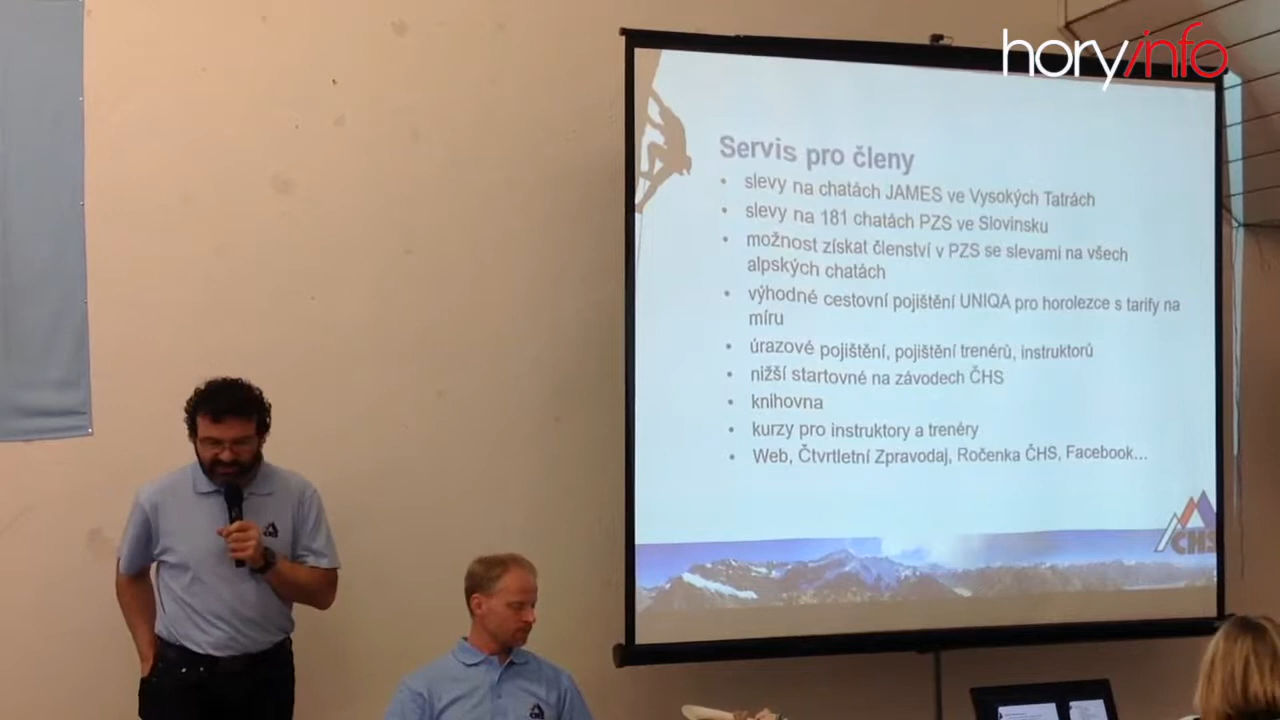 hory/info
Servis pro členy
• slevy na chatách JAMES ve Vysokých Tatrách
• slevy na 181 chatách PZS ve Slovinsku
• možnost získat členství v PZS se slevami na všech
alpských chatách
• výhodné cestovní pojištění UNIQA pro horolezce s tarify na
míru
• úrazové pojištění, pojištění trenérů, instruktorů
• nižší startovné na závodech ČHS
• knihovna
• kurzy pro instruktory a trenéry
• Web, Čtvrtletní Zpravodaj, Ročenka ČHS, Facebook...
ČHS